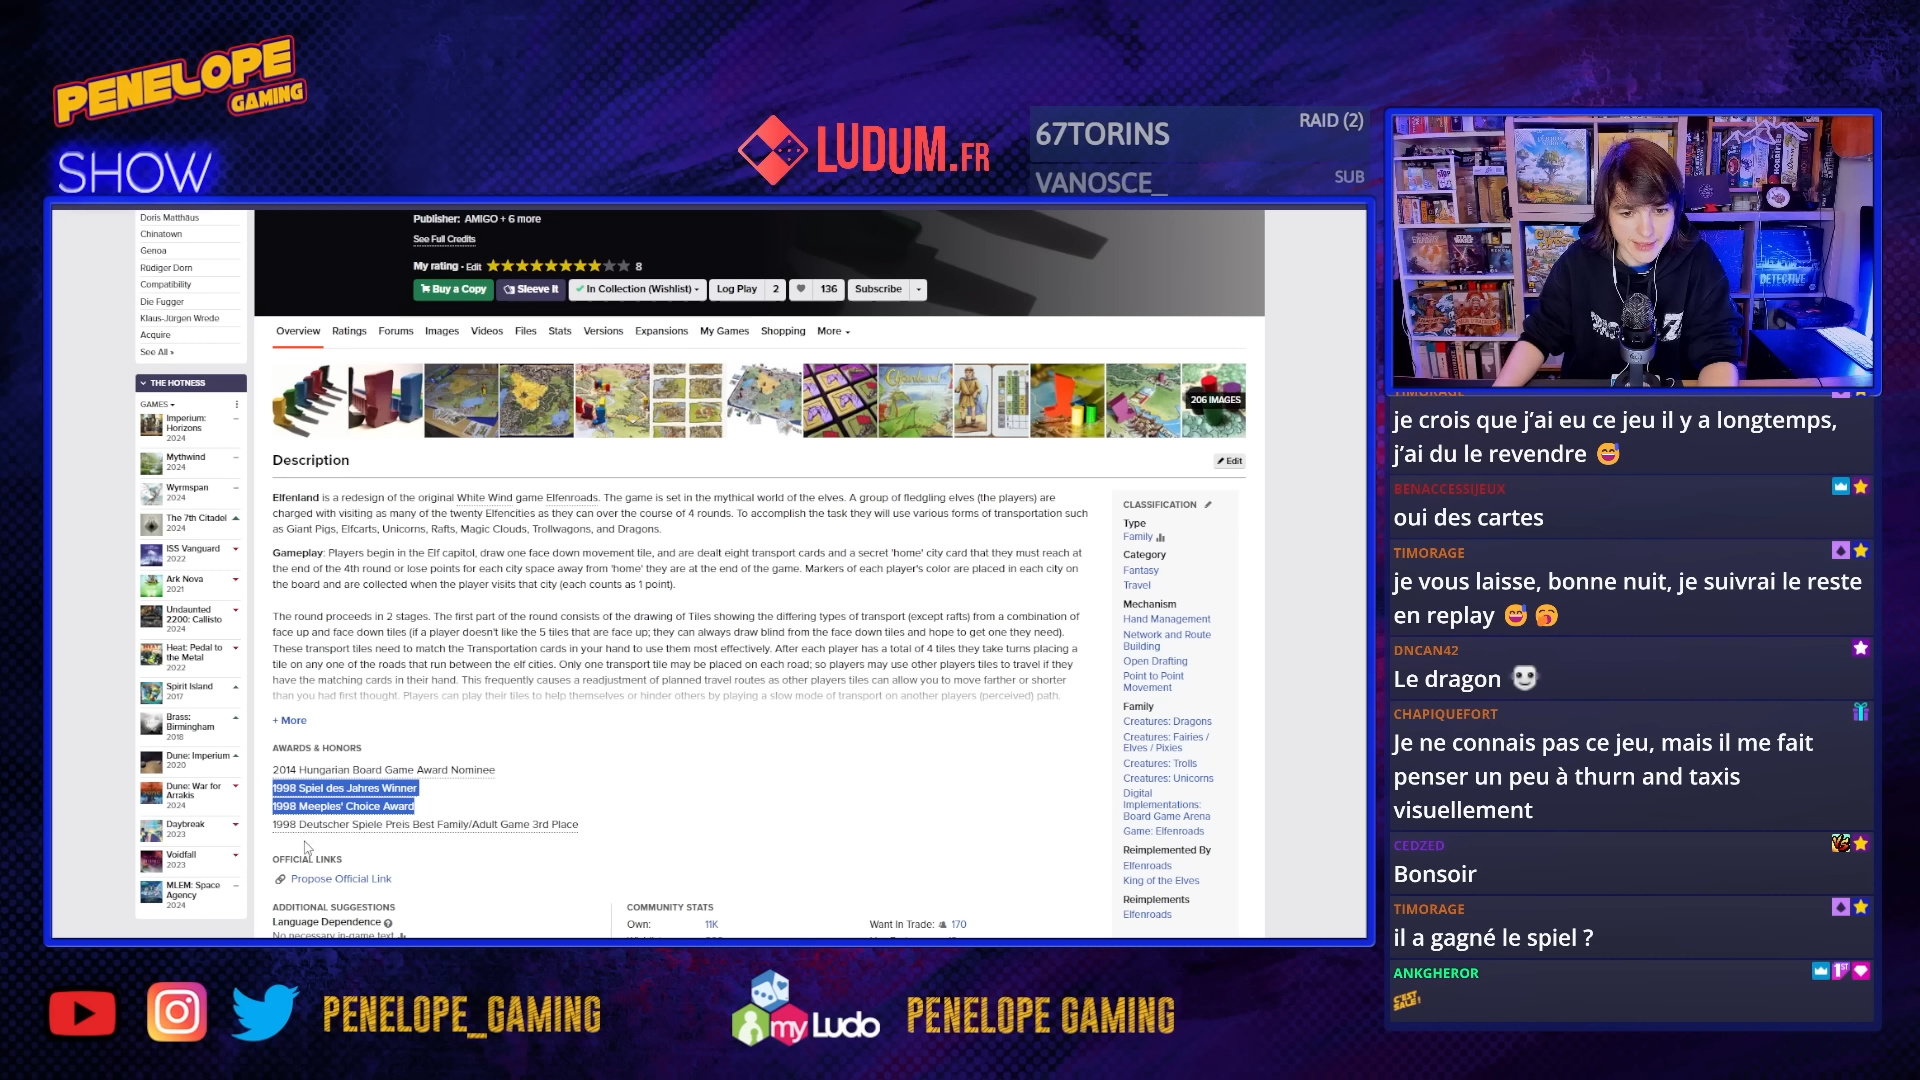 PENELOPE
GAMING
SHOW
LUDUM.FR
67TORINS RAID (2)
VANOSCE_ SUB
Doris Matthäus
Chinatown
Genoa
Rüdiger Dorn
Compatibility
Die Fugger
Klaus-Jürgen Wrede
Acquire
See All »
THE HOTNESS
GAMES
Imperium:
Horizons
2024
Mythwind
2024
Wyrmspan
2024
The 7th Citadel
2024
ISS Vanguard
2022
Ark Nova
2021
Undaunted
2200: Callisto
2024
Heat: Pedal to
the Metal
2022
Spirit Island
2017
Brass:
Birmingham
2018
Dune: Imperium
2020
Dune: War for
Arrakis
2024
Daybreak
2023
Voidfall
2023
MLEM: Space
Agency
2024
Publisher: AMIGO + 6 more
See Full Credits
My rating · Edit 8
Buy a Copy Sleeve It In Collection (Wishlist) Log Play 2 136 Subscribe
Overview Ratings Forums Images Videos Files Stats Versions Expansions My Games Shopping More
206 IMAGES
Description
Edit
Elfenland is a redesign of the original White Wind game Elfenroads. The game is set in the mythical world of the elves. A group of fledgling elves (the players) are
charged with visiting as many of the twenty Elfencities as they can over the course of 4 rounds. To accomplish the task they will use various forms of transportation such
as Giant Pigs, Elfcarts, Unicorns, Rafts, Magic Clouds, Trollwagons, and Dragons.
Gameplay: Players begin in the Elf capitol, draw one face down movement tile, and are dealt eight transport cards and a secret 'home' city card that they must reach at
the end of the 4th round or lose points for each city space away from 'home' they are at the end of the game. Markers of each player's color are placed in each city on
the board and are collected when the player visits that city (each counts as 1 point).
The round proceeds in 2 stages. The first part of the round consists of the drawing of Tiles showing the differing types of transport (except rafts) from a combination of
face up and face down tiles (if a player doesn't like the 5 tiles that are face up; they can always draw blind from the face down tiles and hope to get one they need).
These transport tiles need to match the Transportation cards in your hand to use them most effectively. After each player has a total of 4 tiles they take turns placing a
tile on any one of the roads that run between the elf cities. Only one transport tile may be placed on each road; so players may use other players tiles to travel if they
have the matching cards in their hand. This frequently causes a readjustment of planned travel routes as other players tiles can allow you to move farther or shorter
than you had first thought. Players can play their tiles to help themselves or hinder others by playing a slow mode of transport on another players (perceived) path.
+ More
AWARDS & HONORS
2014 Hungarian Board Game Award Nominee
1998 Spiel des Jahres Winner
1998 Meeples' Choice Award
1998 Deutscher Spiele Preis Best Family/Adult Game 3rd Place
OFFICIAL LINKS
Propose Official Link
ADDITIONAL SUGGESTIONS
Language Dependence
No necessary in-game text
COMMUNITY STATS
Own: 11K
Want In Trade: 170
CLASSIFICATION
Type
Family
Category
Fantasy
Travel
Mechanism
Hand Management
Network and Route
Building
Open Drafting
Point to Point
Movement
Family
Creatures: Dragons
Creatures: Fairies /
Elves / Pixies
Creatures: Trolls
Creatures: Unicorns
Digital
Implementations:
Board Game Arena
Game: Elfenroads
Reimplemented By
Elfenroads
King of the Elves
Reimplements
Elfenroads
DETECTIVE
STAR WARS
TIMORAGE
je crois que j'ai eu ce jeu il y a longtemps,
j'ai du le revendre
BENACCESSIJEUX
oui des cartes
TIMORAGE
je vous laisse, bonne nuit, je suivrai le reste
en replay
DNCAN42
Le dragon
CHAPIQUEFORT
Je ne connais pas ce jeu, mais il me fait
penser un peu à thurn and taxis
visuellement
CEDZED
Bonsoir
TIMORAGE
il a gagné le spiel ?
ANKGHEROR
1ST
C'EST SALE!
PENELOPE_GAMING
myLudo
PENELOPE GAMING